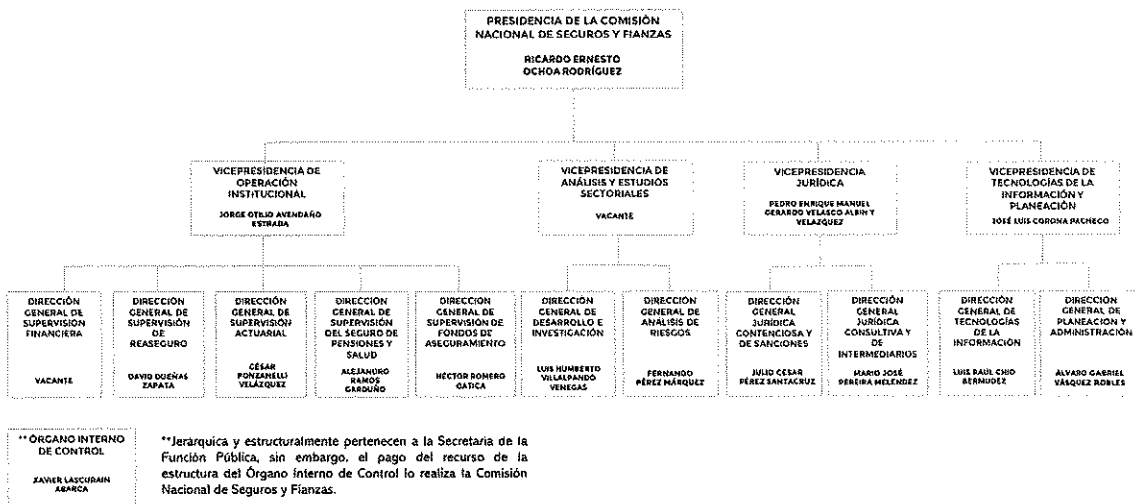 PRESIDENCIA DE LA COMISIÓN
NACIONAL DE SEGUROS Y FIANZAS
RICARDO ERNESTO
OCHOA RODRÍGUEZ
VICEPRESIDENCIA DE
OPERACIÓN
INSTITUCIONAL
JORGE OTILIO AVENDAÑO
ESTRADA
VICEPRESIDENCIA DE
ANÁLISIS Y ESTUDIOS
SECTORIALES
VACANTE
VICEPRESIDENCIA
JURÍDICA
PEDRO ENRIQUE MANUEL
GERARDO VELASCO ALBIN Y
VELAZQUEZ
VICEPRESIDENCIA DE
TECNOLOGÍAS DE LA
INFORMACIÓN Y
PLANEACIÓN
JOSÉ LUIS CORONA PACHECO
DIRECCIÓN
GENERAL DE
SUPERVISIÓN
FINANCIERA
VACANTE
DIRECCIÓN
GENERAL DE
SUPERVISIÓN
DE
REASEGURO
DAVID DUEÑAS
ZAPATA
DIRECCIÓN
GENERAL DE
SUPERVISIÓN
ACTUARIAL
CÉSAR
PONZANELLI
VELÁZQUEZ
DIRECCIÓN
GENERAL DE
SUPERVISIÓN
DEL SEGURO DE
PENSIONES Y
SALUD
ALEJANDRO
RAMOS
GARDUÑO
DIRECCIÓN
GENERAL DE
SUPERVISIÓN DE
FONDOS DE
ASEGURAMIENTO
HÉCTOR ROMERO
GATICA
DIRECCIÓN
GENERAL DE
DESARROLLO E
INVESTIGACIÓN
LUIS HUMBERTO
VILLALPANDO
VENEGAS
DIRECCIÓN
GENERAL DE
ANÁLISIS DE
RIESGOS
FERNANDO
PÉREZ MÁRQUEZ
DIRECCIÓN
GENERAL
JURÍDICA
CONTENCIOSA Y
DE SANCIONES
JULIO CÉSAR
PÉREZ SANTACRUZ
DIRECCIÓN
GENERAL
JURÍDICA
CONSULTIVA Y
DE
INTERMEDIARIOS
MARIO JOSÉ
PEREIRA MELÉNDEZ
DIRECCIÓN
GENERAL DE
TECNOLOGÍAS
DE LA
INFORMACIÓN
LUIS RAÚL CHIO
BERMUDEZ
DIRECCIÓN
GENERAL DE
PLANEACION Y
ADMINISTRACIÓN
ÁLVARO GABRIEL
VÁSQUEZ ROBLES
** ÓRGANO INTERNO
DE CONTROL
XAVIER LASCURAIN
ABARCA
**Jerárquica y estructuralmente pertenecen a la Secretaria de la
Función Pública, sin embargo, el pago del recurso de la
estructura del Órgano Interno de Control lo realiza la Comisión
Nacional de Seguros y Fianzas.